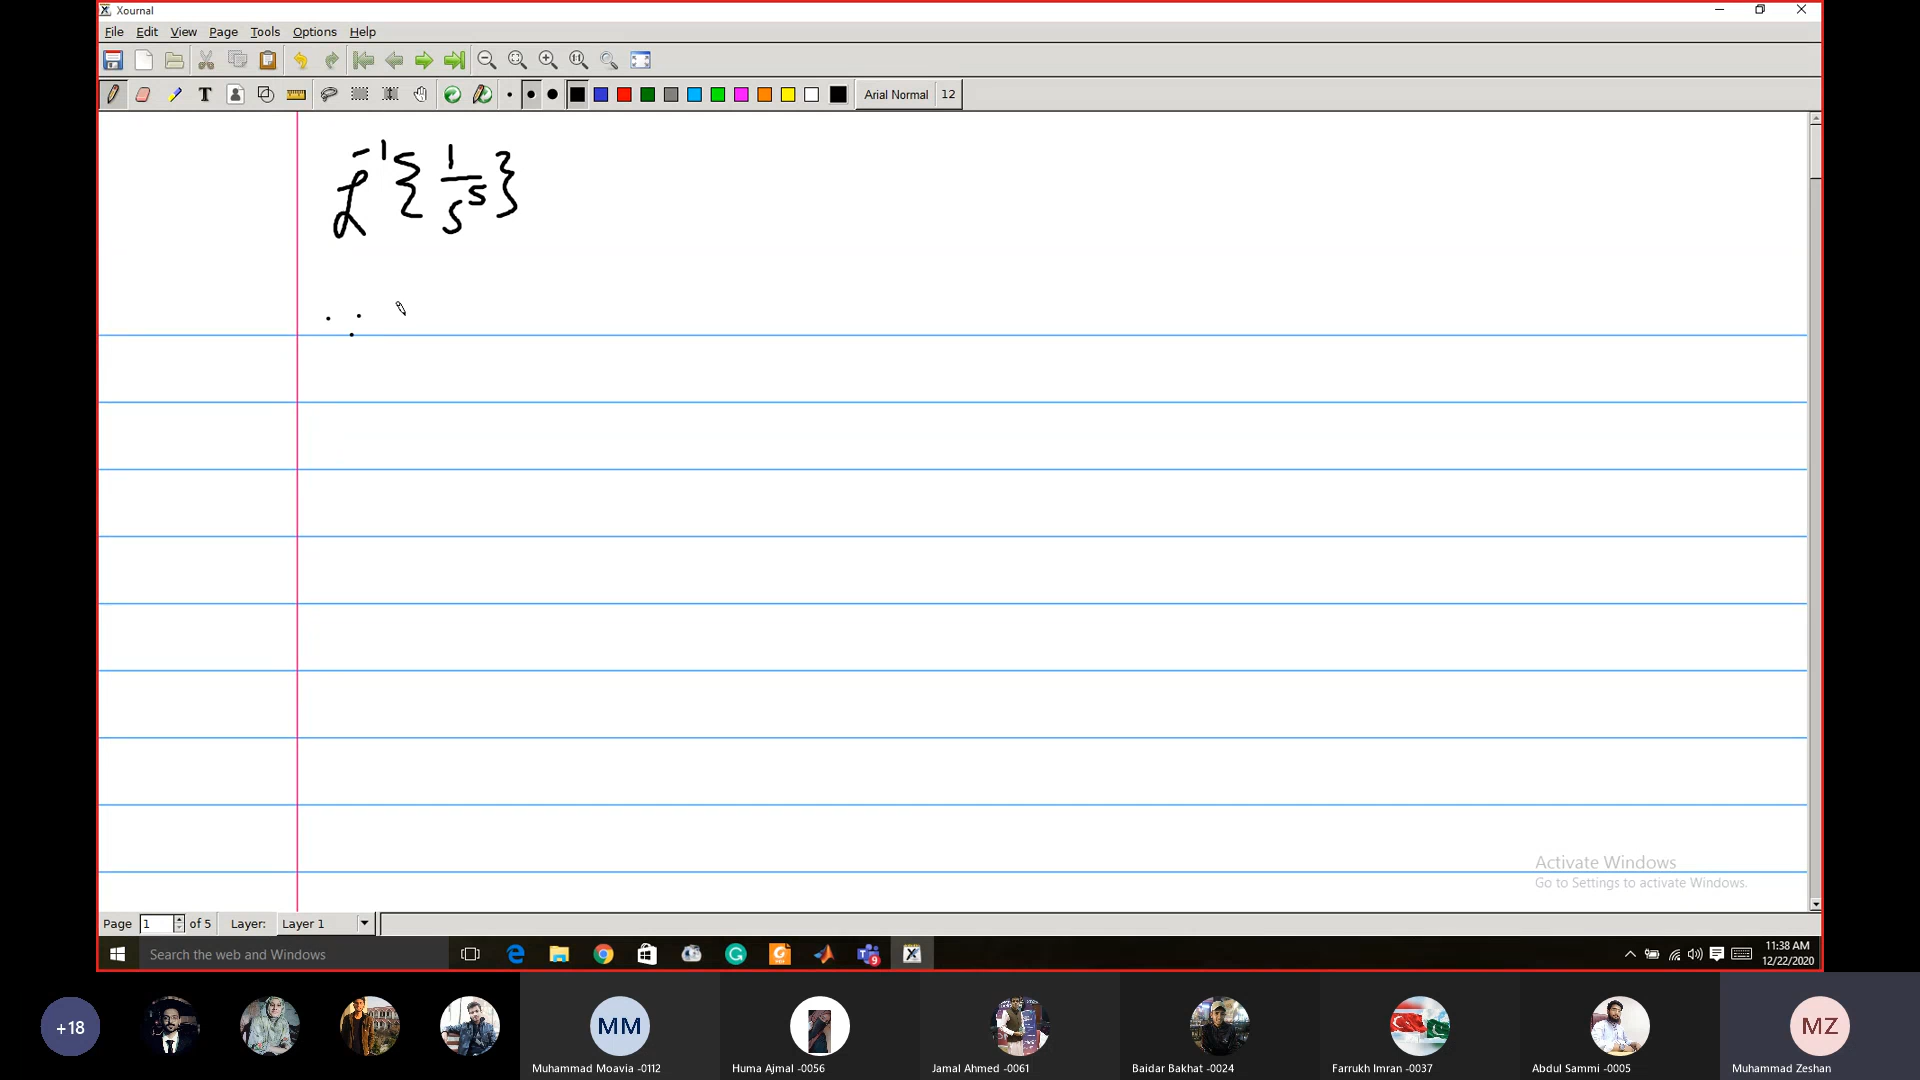 Xournal
File Edit View Page Tools Options Help
Arial Normal 12
ℒ⁻¹{1/s⁵}
∵
Activate Windows
Go to Settings to activate Windows.
Page 1 of 5 Layer: Layer 1
Search the web and Windows
9
11:38 AM
12/22/2020
+18
MM
MZ
Muhammad Moavia -0112
Huma Ajmal -0056
Jamal Ahmed -0061
Baidar Bakhat -0024
Farrukh Imran -0037
Abdul Sammi -0005
Muhammad Zeshan